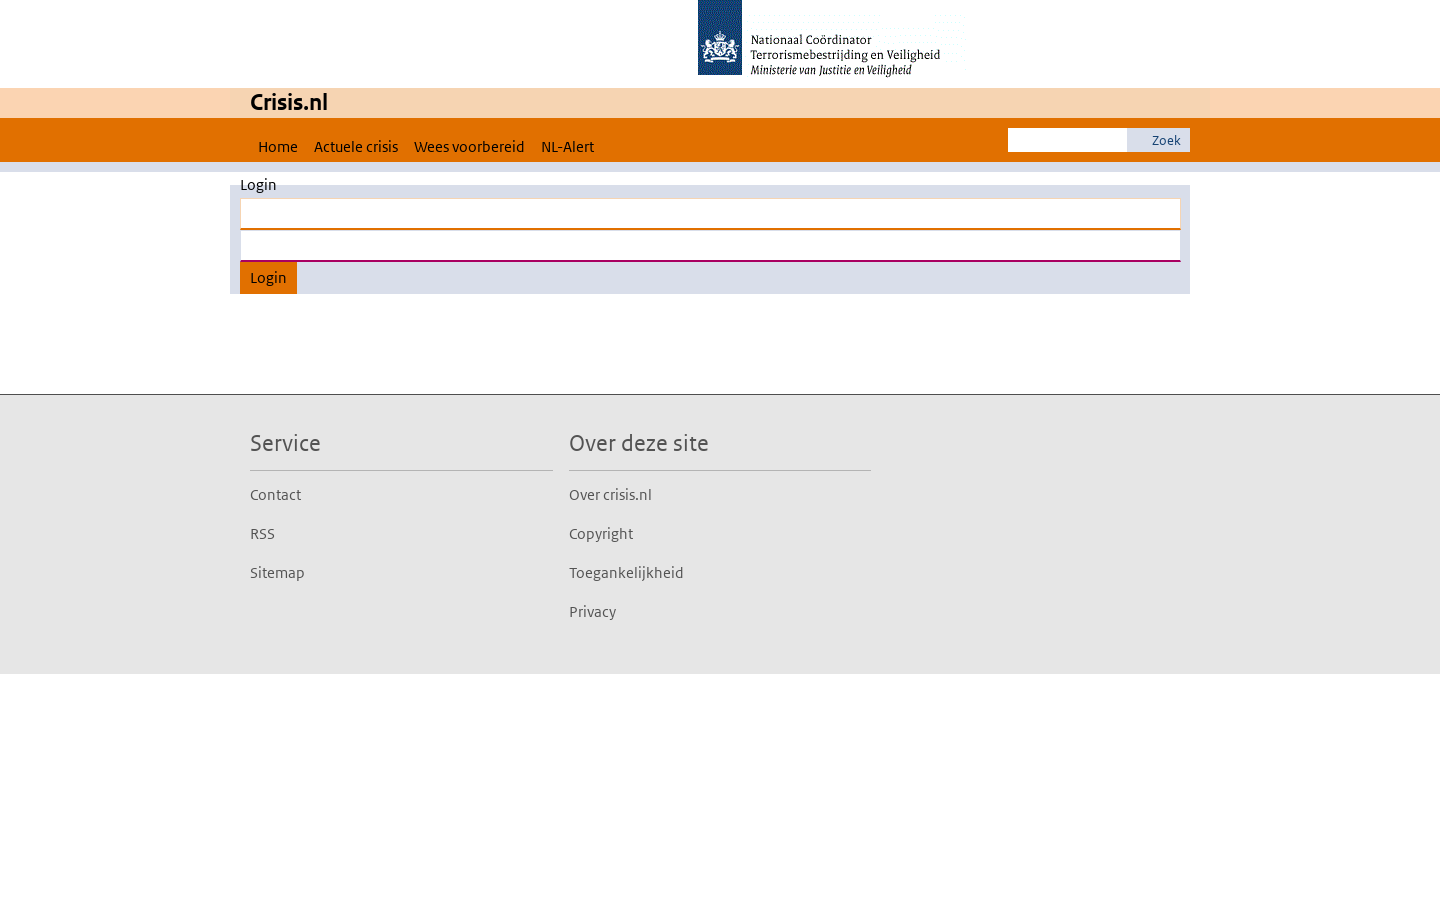 Nationaal Coördinator
Terrorismebestrijding en Veiligheid
Ministerie van Justitie en Veiligheid
Crisis.nl
Home Actuele crisis Wees voorbereid NL-Alert Zoek
Login
Login
Service
Contact
RSS
Sitemap
Over deze site
Over crisis.nl
Copyright
Toegankelijkheid
Privacy